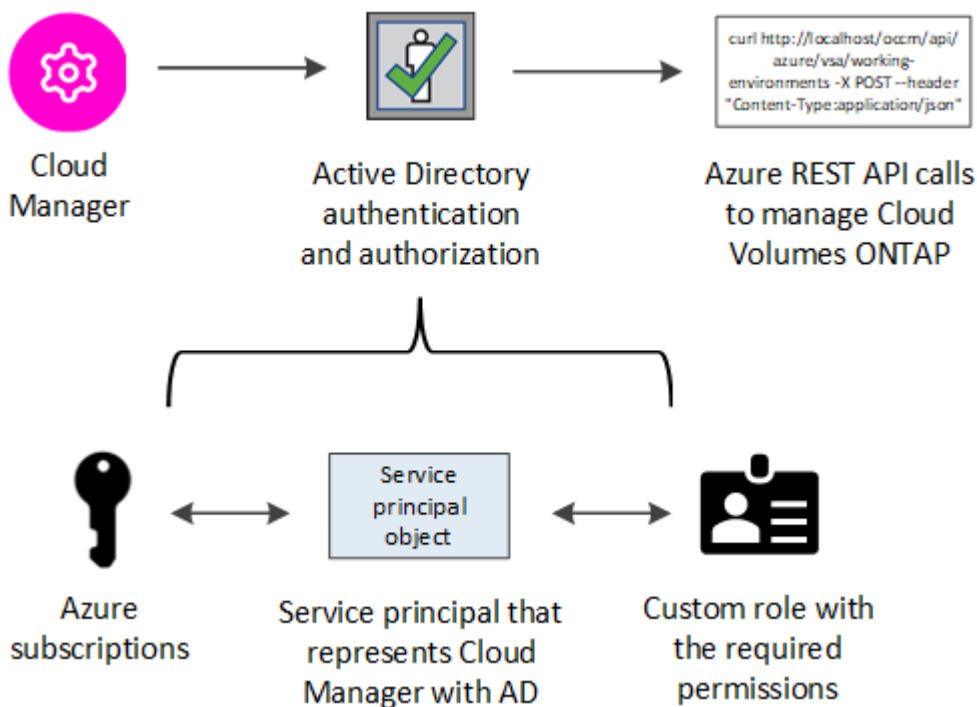 curl http://localhost/occm/api/
azure/vsa/working-
environments -X POST --header
"Content-Type:application/json"
Cloud
Manager
Active Directory
authentication
and authorization
Azure REST API calls
to manage Cloud
Volumes ONTAP
Service
principal
object
Azure
subscriptions
Service principal that
represents Cloud
Manager with AD
Custom role with
the required
permissions